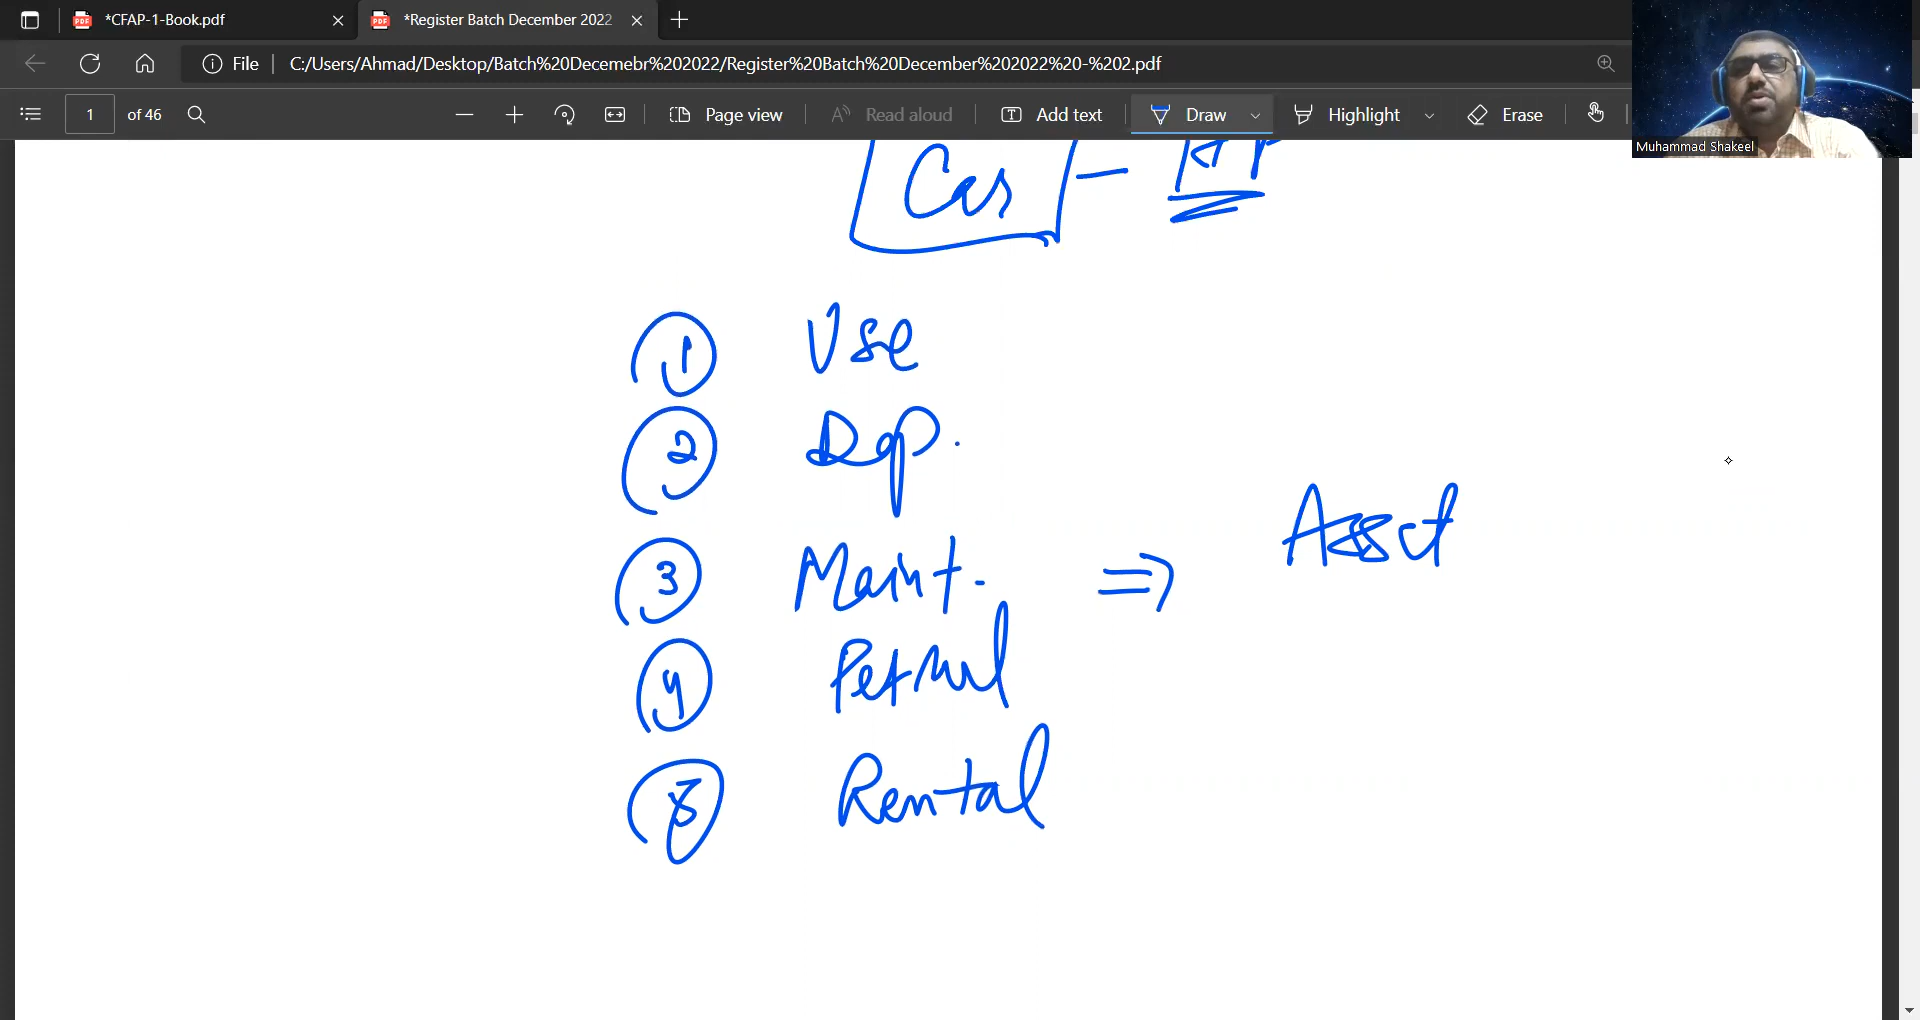 *CFAP-1-Book.pdf
*Register Batch December 2022
File
C:/Users/Ahmad/Desktop/Batch%20Decemebr%202022/Register%20Batch%20December%202022%20-%202.pdf
1 of 46
Page view
Read aloud
Add text
Draw
Highlight
Erase
Muhammad Shakeel
Car -
1 Use
2 Dep.
3 Maint. ⇒ Asset
4 Petrol
5 Rental